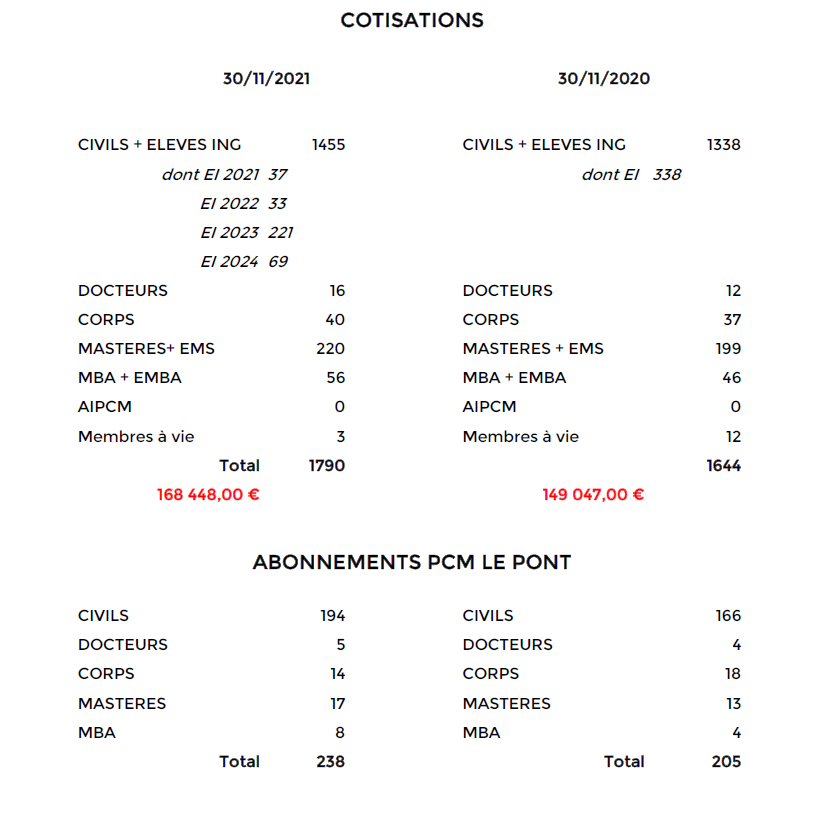 COTISATIONS
30/11/2021 30/11/2020
CIVILS + ELEVES ING 1455 CIVILS + ELEVES ING 1338
dont EI 2021 37 dont EI 338
EI 2022 33
EI 2023 221
EI 2024 69
DOCTEURS 16 DOCTEURS 12
CORPS 40 CORPS 37
MASTERES+ EMS 220 MASTERES + EMS 199
MBA + EMBA 56 MBA + EMBA 46
AIPCM 0 AIPCM 0
Membres à vie 3 Membres à vie 12
Total 1790 1644
168 448,00 € 149 047,00 €
ABONNEMENTS PCM LE PONT
CIVILS 194 CIVILS 166
DOCTEURS 5 DOCTEURS 4
CORPS 14 CORPS 18
MASTERES 17 MASTERES 13
MBA 8 MBA 4
Total 238 Total 205